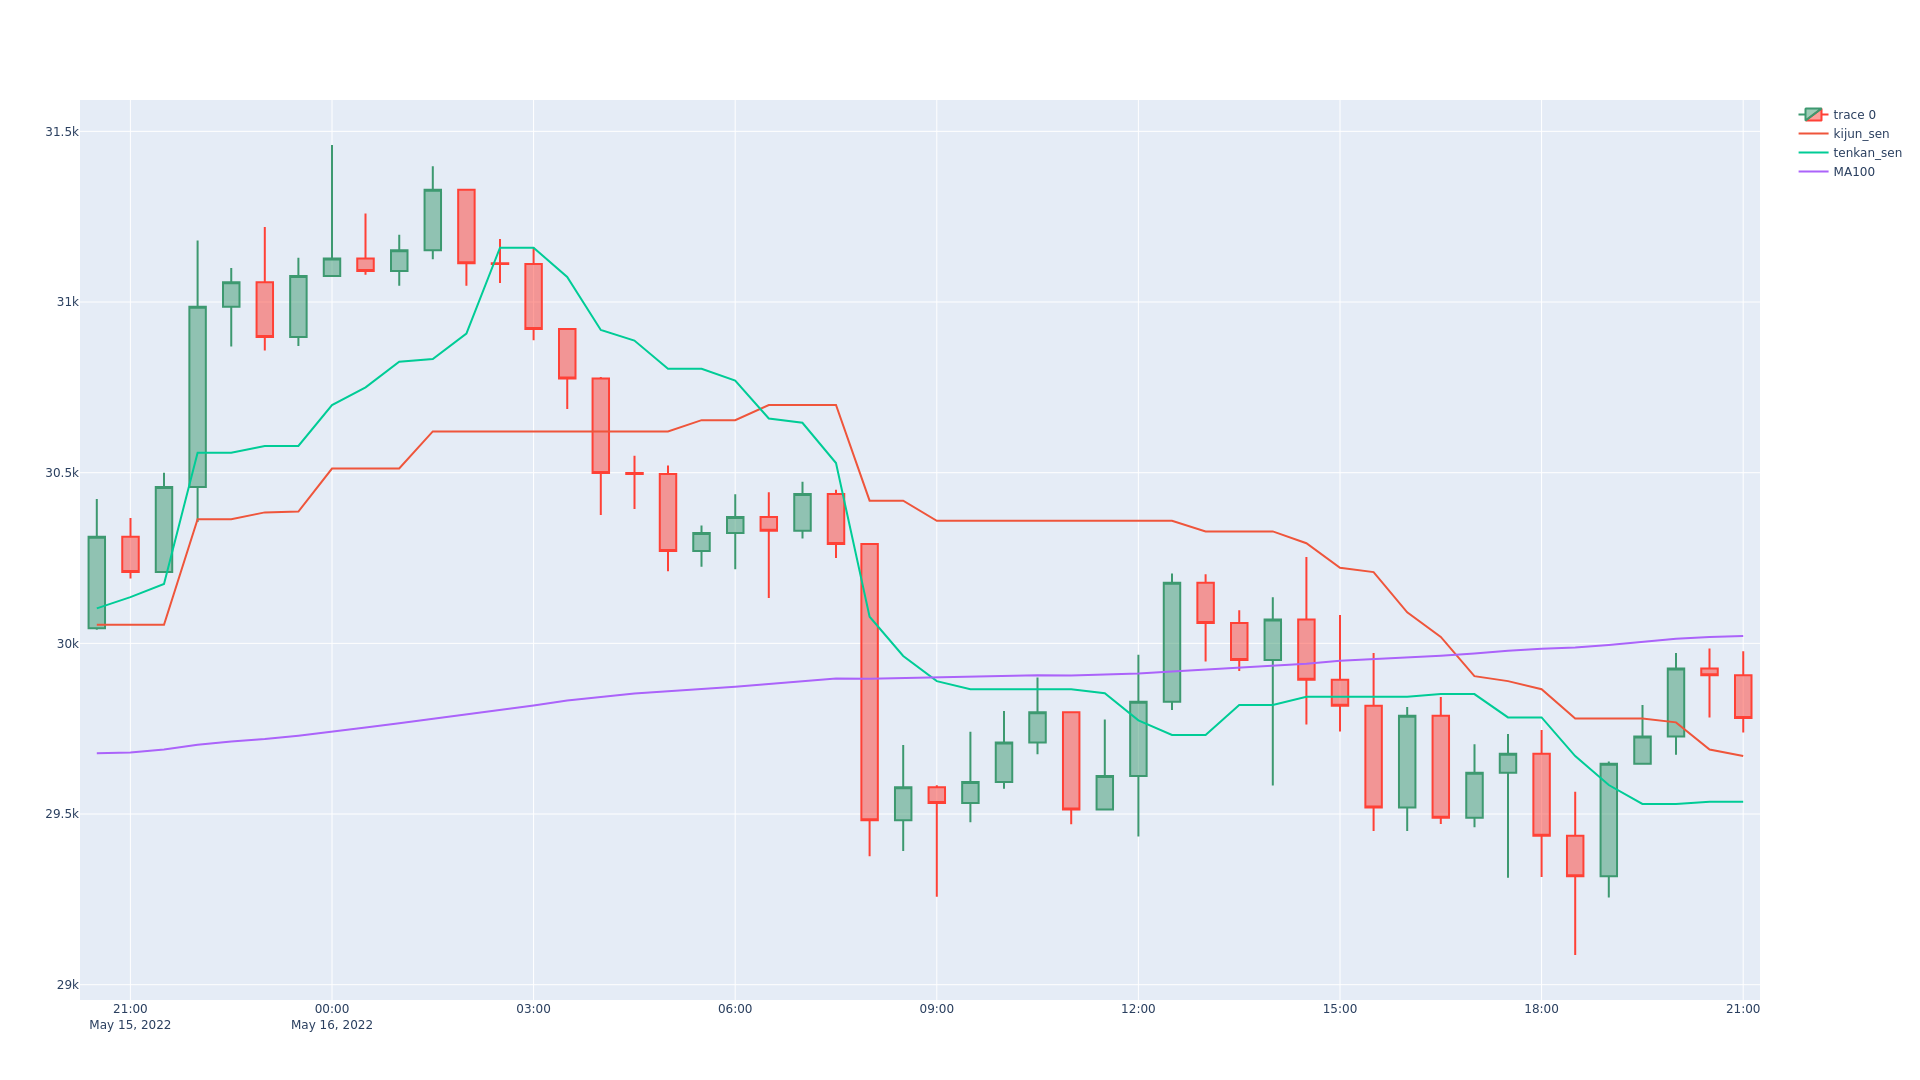 31.5k
31k
30.5k
30k
29.5k
29k
21:00 00:00 03:00 06:00 09:00 12:00 15:00 18:00 21:00
May 15, 2022 May 16, 2022
trace 0
kijun_sen
tenkan_sen
MA100